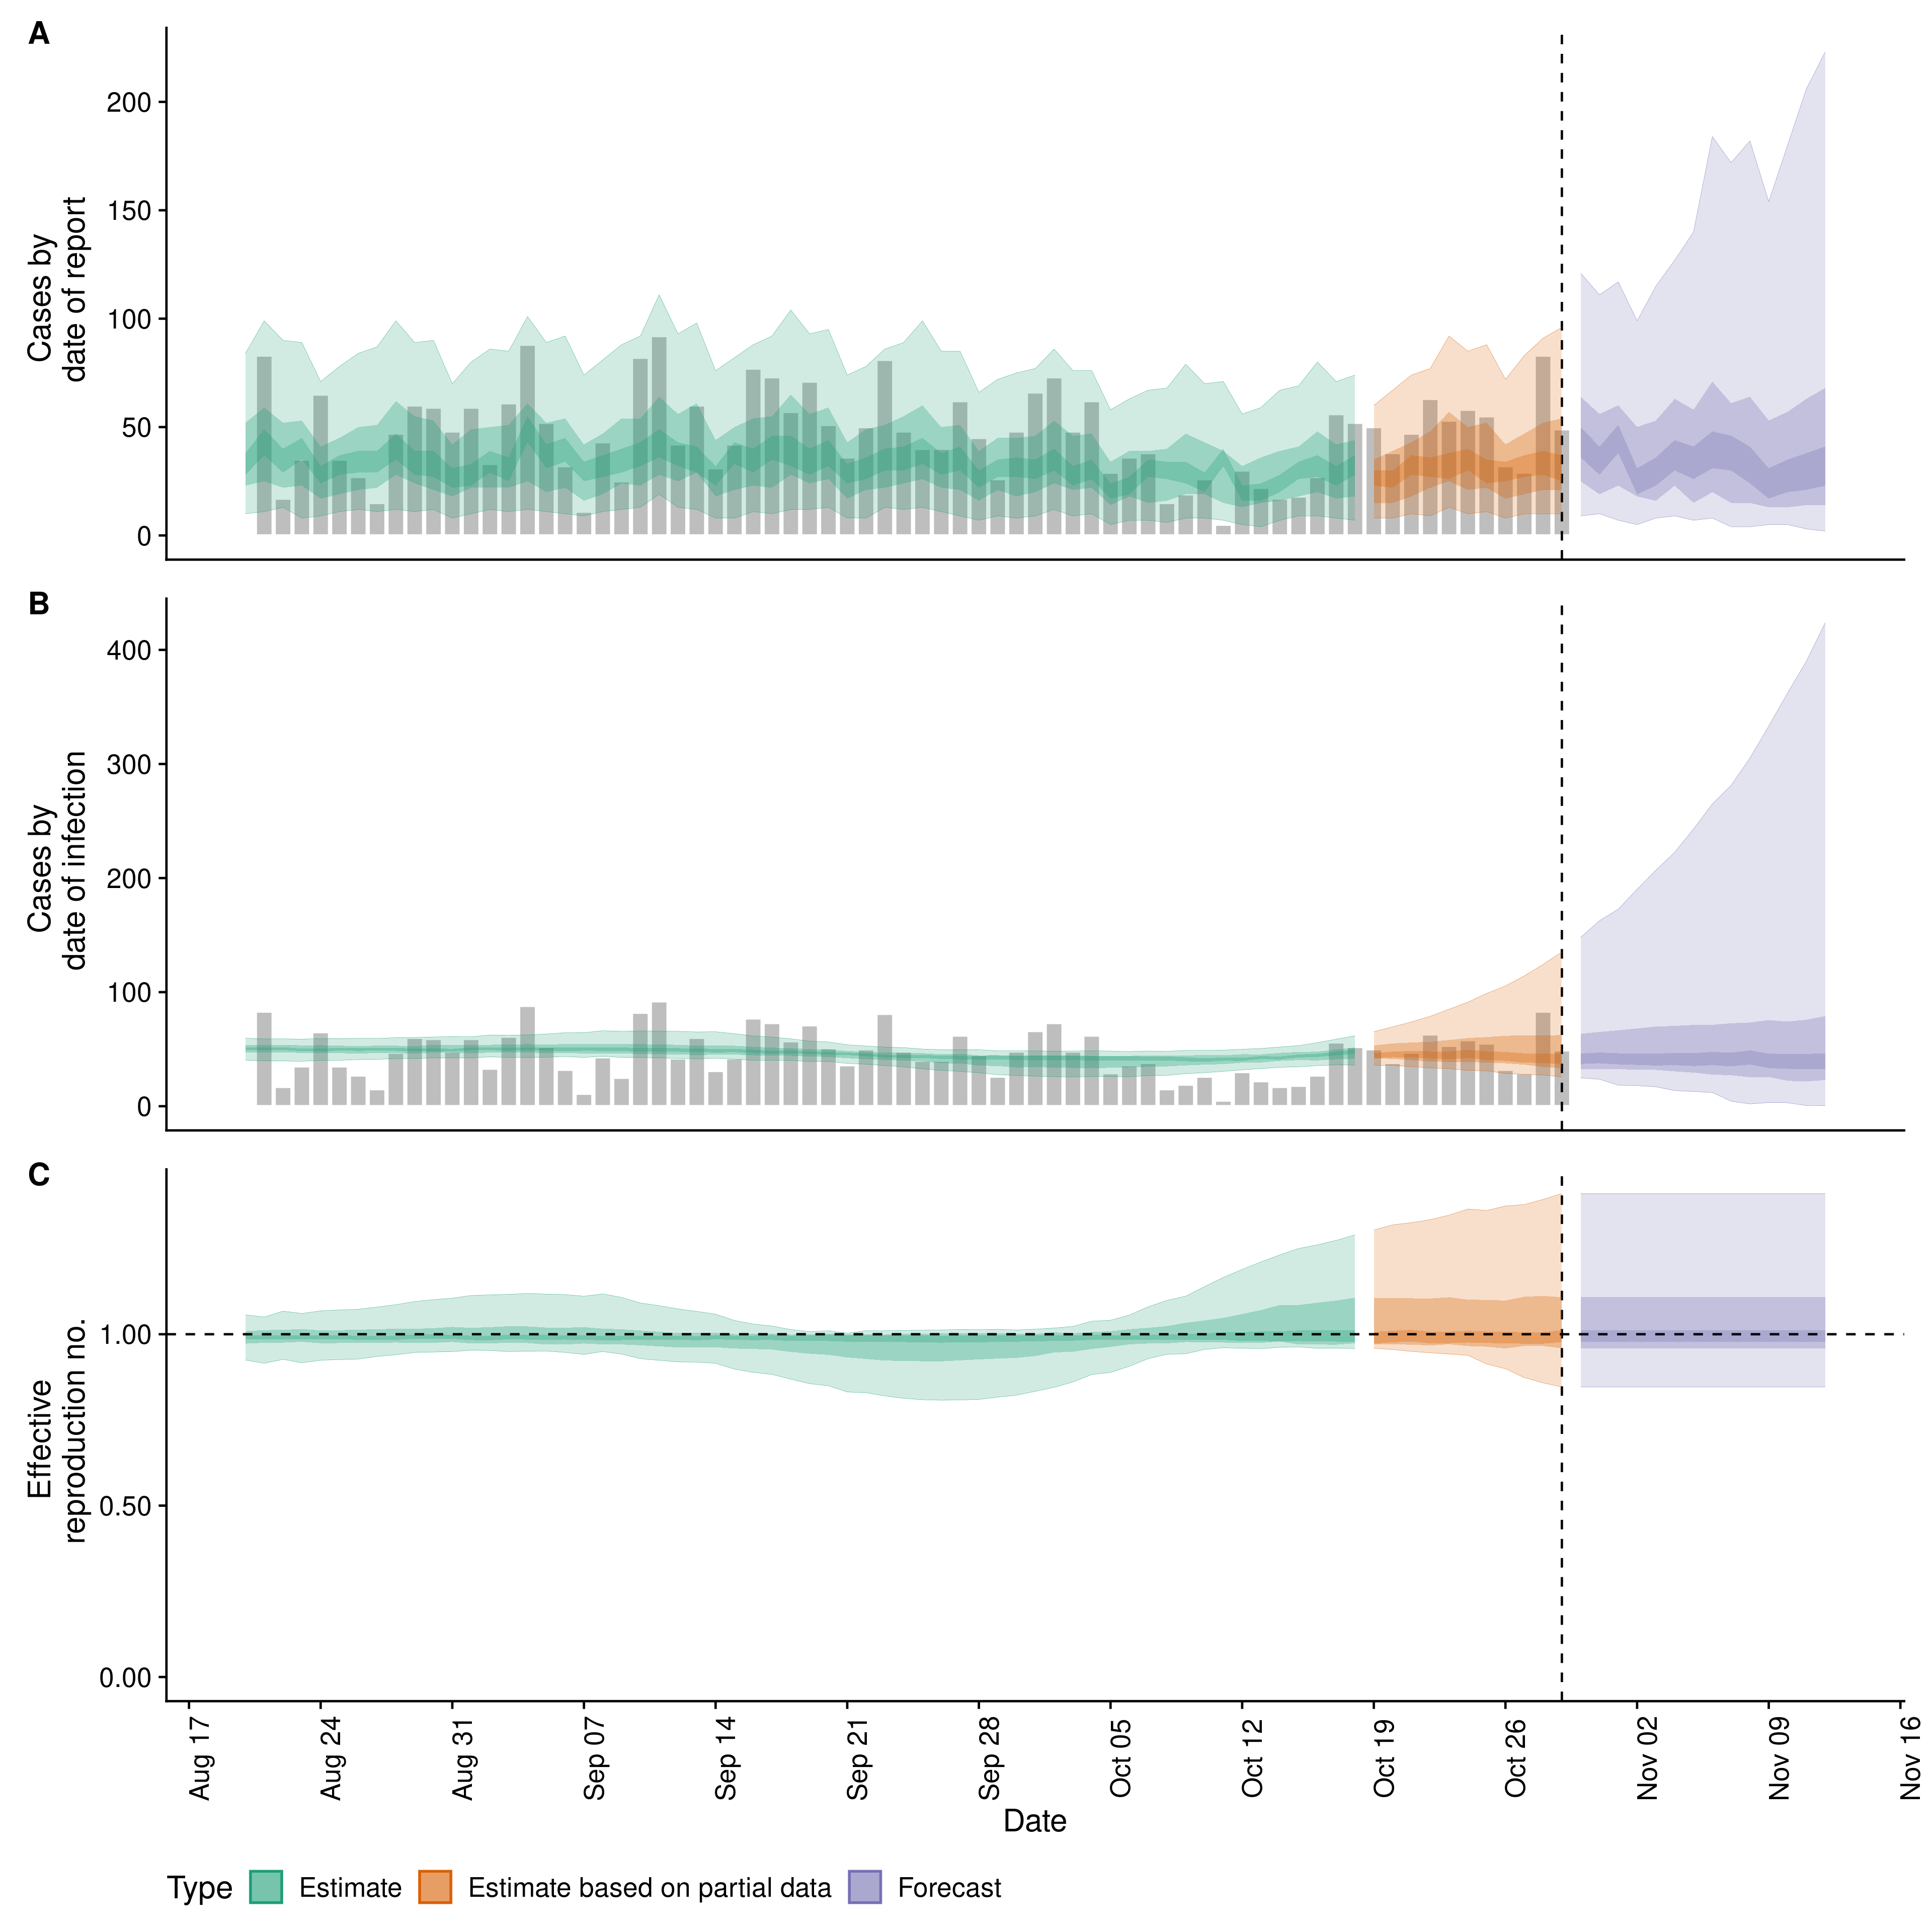 A
Cases by
date of report
200
150
100
50
0
B
Cases by
date of infection
400
300
200
100
0
C
Effective
reproduction no.
1.00
0.50
0.00
Aug 17
Aug 24
Aug 31
Sep 07
Sep 14
Sep 21
Sep 28
Oct 05
Oct 12
Oct 19
Oct 26
Nov 02
Nov 09
Nov 16
Date
Type Estimate Estimate based on partial data Forecast